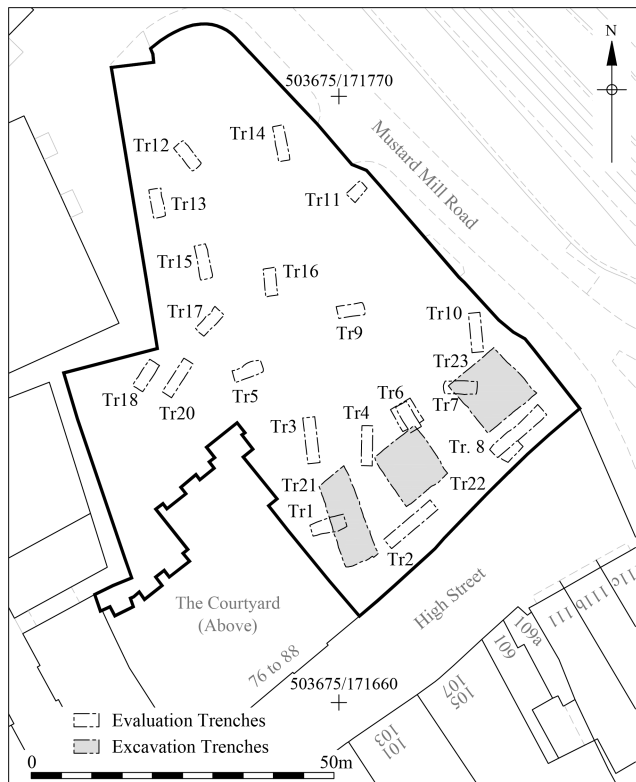 N
503675/171770
Mustard Mill Road
Tr14
Tr12
Tr11
Tr13
Tr15
Tr16
Tr17
Tr9
Tr10
Tr23
Tr18
Tr20
Tr5
Tr6
Tr7
Tr3
Tr4
Tr. 8
Tr21
Tr22
Tr1
Tr2
The Courtyard
(Above)
High Street
76 to 88
503675/171660
111c
111b
111
109a
109
107
105
103
101
Evaluation Trenches
Excavation Trenches
0
50m